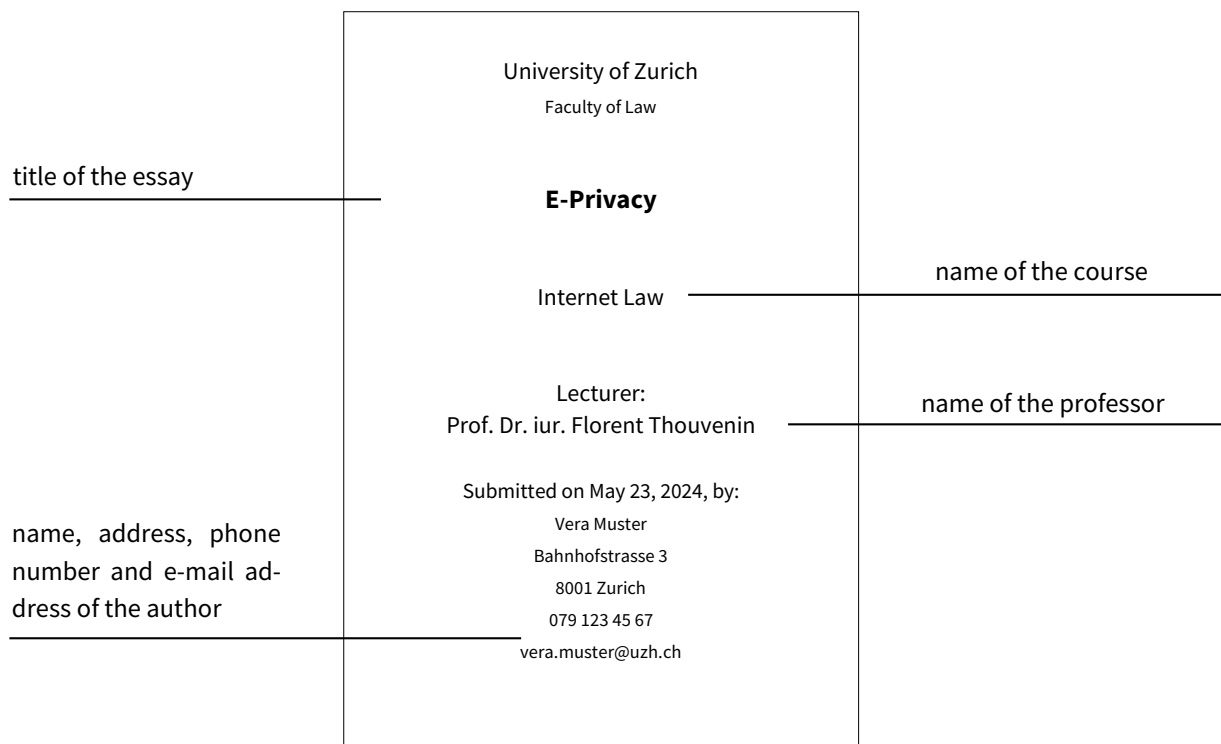 University of Zurich
Faculty of Law
title of the essay
E-Privacy
name of the course
Internet Law
Lecturer:
name of the professor
Prof. Dr. iur. Florent Thouvenin
Submitted on May 23, 2024, by:
Vera Muster
Bahnhofstrasse 3
8001 Zurich
079 123 45 67
vera.muster@uzh.ch
name, address, phone
number and e-mail ad-
dress of the author